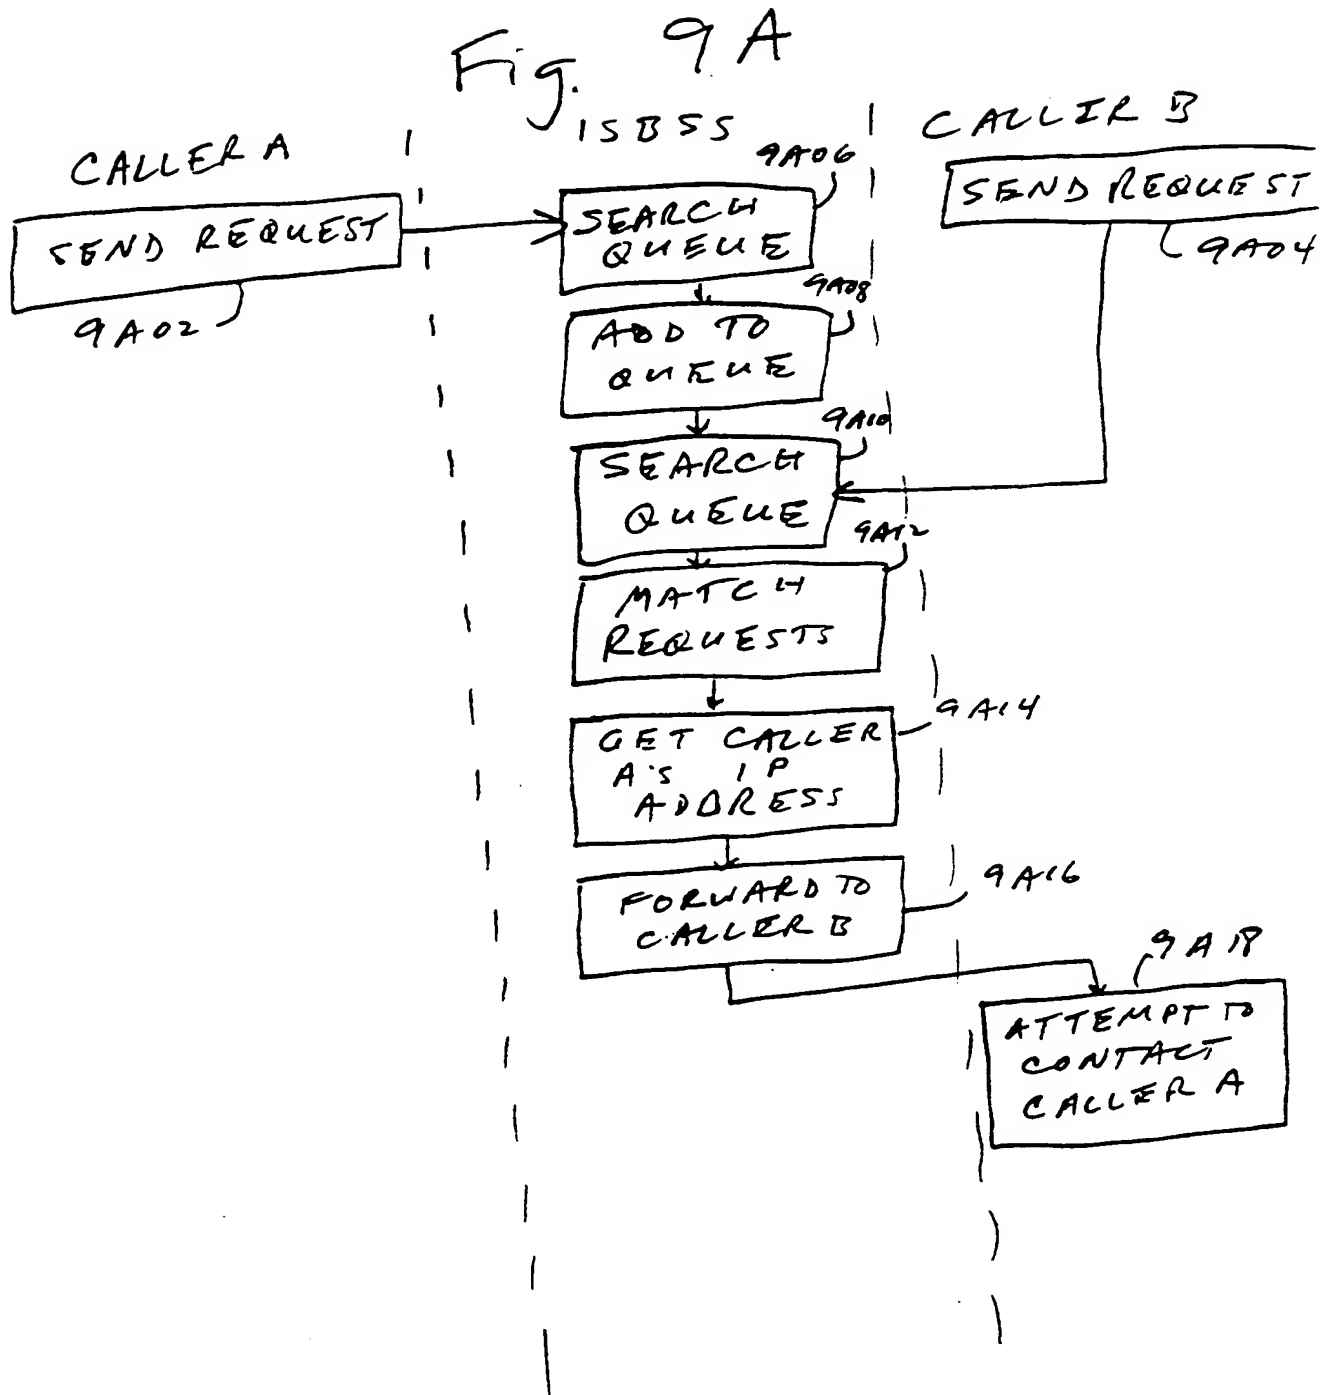 Fig. 9A
ISBSS
CALLER A
CALLER B
SEND REQUEST
9A02
SEARCH
QUEUE
9A06
SEND REQUEST
9A04
ADD TO
QUEUE
9A08
SEARCH
QUEUE
9A10
MATCH
REQUESTS
9A12
GET CALLER
A's IP
ADDRESS
9A14
FORWARD TO
CALLER B
9A16
ATTEMPT TO
CONTACT
CALLER A
9A18